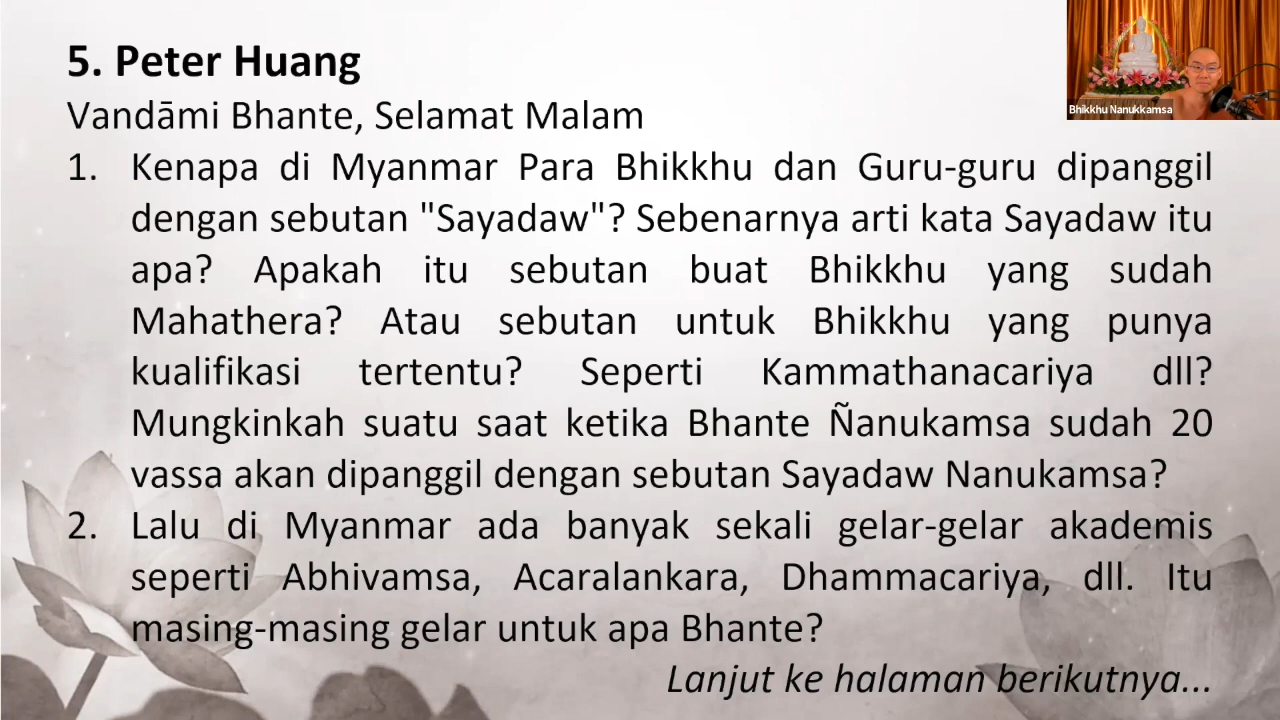 5. Peter Huang
Vandāmi Bhante, Selamat Malam
1. Kenapa di Myanmar Para Bhikkhu dan Guru-guru dipanggil
dengan sebutan "Sayadaw"? Sebenarnya arti kata Sayadaw itu
apa? Apakah itu sebutan buat Bhikkhu yang sudah
Mahathera? Atau sebutan untuk Bhikkhu yang punya
kualifikasi tertentu? Seperti Kammathanacariya dll?
Mungkinkah suatu saat ketika Bhante Ñanukamsa sudah 20
vassa akan dipanggil dengan sebutan Sayadaw Nanukamsa?
2. Lalu di Myanmar ada banyak sekali gelar-gelar akademis
seperti Abhivamsa, Acaralankara, Dhammacariya, dll. Itu
masing-masing gelar untuk apa Bhante?
Lanjut ke halaman berikutnya...
Bhikkhu Nanukkamsa